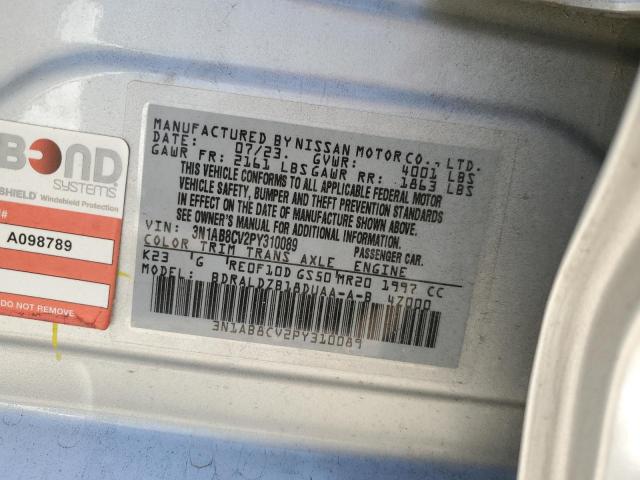 BOND
SYSTEMS
SHIELD Windshield Protection
#
A098789
DO NOT REMOVE
MANUFACTURED BY NISSAN MOTOR CO., LTD.
DATE: 07/23. GVWR: 4001 LBS
GAWR FR: 2161 LBS GAWR RR: 1863 LBS
THIS VEHICLE CONFORMS TO ALL APPLICABLE FEDERAL MOTOR
VEHICLE SAFETY, BUMPER AND THEFT PREVENTION STANDARDS
IN EFFECT ON THE DATE OF MANUFACTURE SHOWN ABOVE.
SEE OWNER'S MANUAL FOR ADDITIONAL INFORMATION.
VIN: 3N1AB8CV2PY310089 PASSENGER CAR.
COLOR TRIM TRANS AXLE ENGINE
K23 'G 'RE0F10D GS50'MR20 1997 CC
MODEL: BDRALDZB18DUAA-A-B 4Z000
3N1AB8CV2PY310089